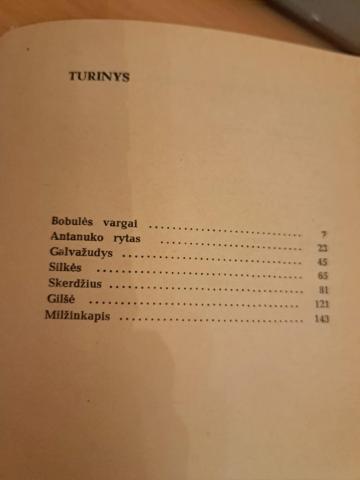 TURINYS
Bobulės vargai .......................... 7
Antanuko rytas ........................ 23
Galvažudys ............................... 45
Silkės ................................... 65
Skerdžius ................................. 81
Gilšė .................................... 121
Milžinkapis ............................... 143